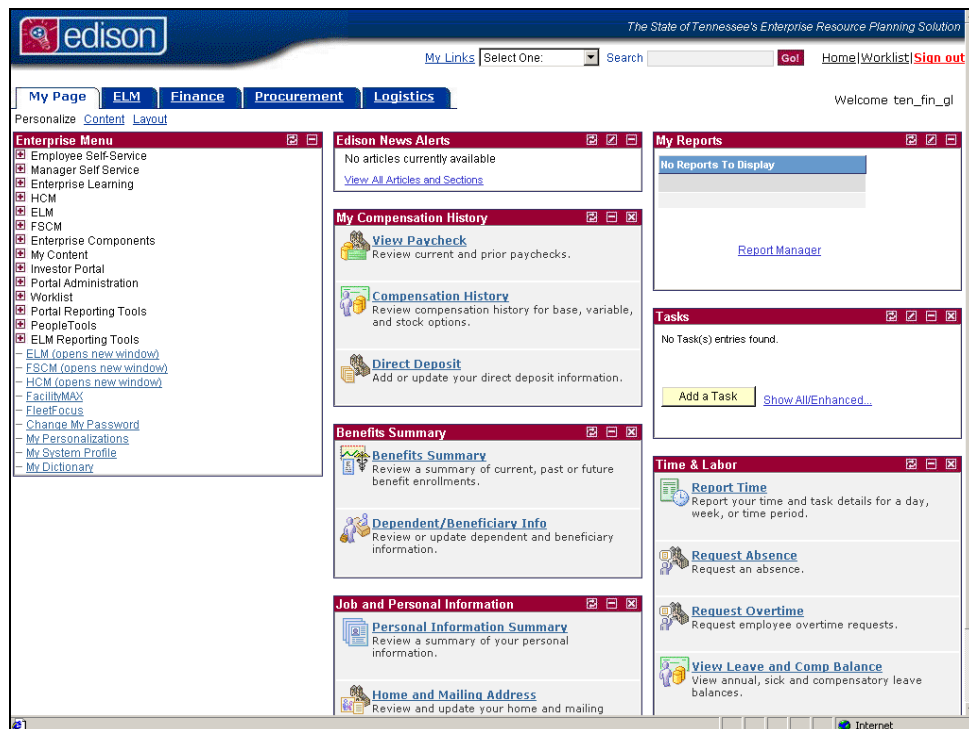 edison
The State of Tennessee's Enterprise Resource Planning Solution
My Links Select One: Search Go! Home|Worklist|Sign out
My Page ELM Finance Procurement Logistics
Welcome ten_fin_gl
Personalize Content Layout
Enterprise Menu
Employee Self-Service
Manager Self Service
Enterprise Learning
HCM
ELM
FSCM
Enterprise Components
My Content
Investor Portal
Portal Administration
Worklist
Portal Reporting Tools
PeopleTools
ELM Reporting Tools
– ELM (opens new window)
– FSCM (opens new window)
– HCM (opens new window)
– FacilityMAX
– FleetFocus
– Change My Password
– My Personalizations
– My System Profile
– My Dictionary
Edison News Alerts
No articles currently available
View All Articles and Sections
My Compensation History
View Paycheck
Review current and prior paychecks.
Compensation History
Review compensation history for base, variable,
and stock options.
Direct Deposit
Add or update your direct deposit information.
Benefits Summary
Benefits Summary
Review a summary of current, past or future
benefit enrollments.
Dependent/Beneficiary Info
Review or update dependent and beneficiary
information.
Job and Personal Information
Personal Information Summary
Review a summary of your personal
information.
Home and Mailing Address
Review and update your home and mailing
My Reports
No Reports To Display
Report Manager
Tasks
No Task(s) entries found.
Add a Task Show All/Enhanced...
Time & Labor
Report Time
Report your time and task details for a day,
week, or time period.
Request Absence
Request an absence.
Request Overtime
Request employee overtime requests.
View Leave and Comp Balance
View annual, sick and compensatory leave
balances.
Internet